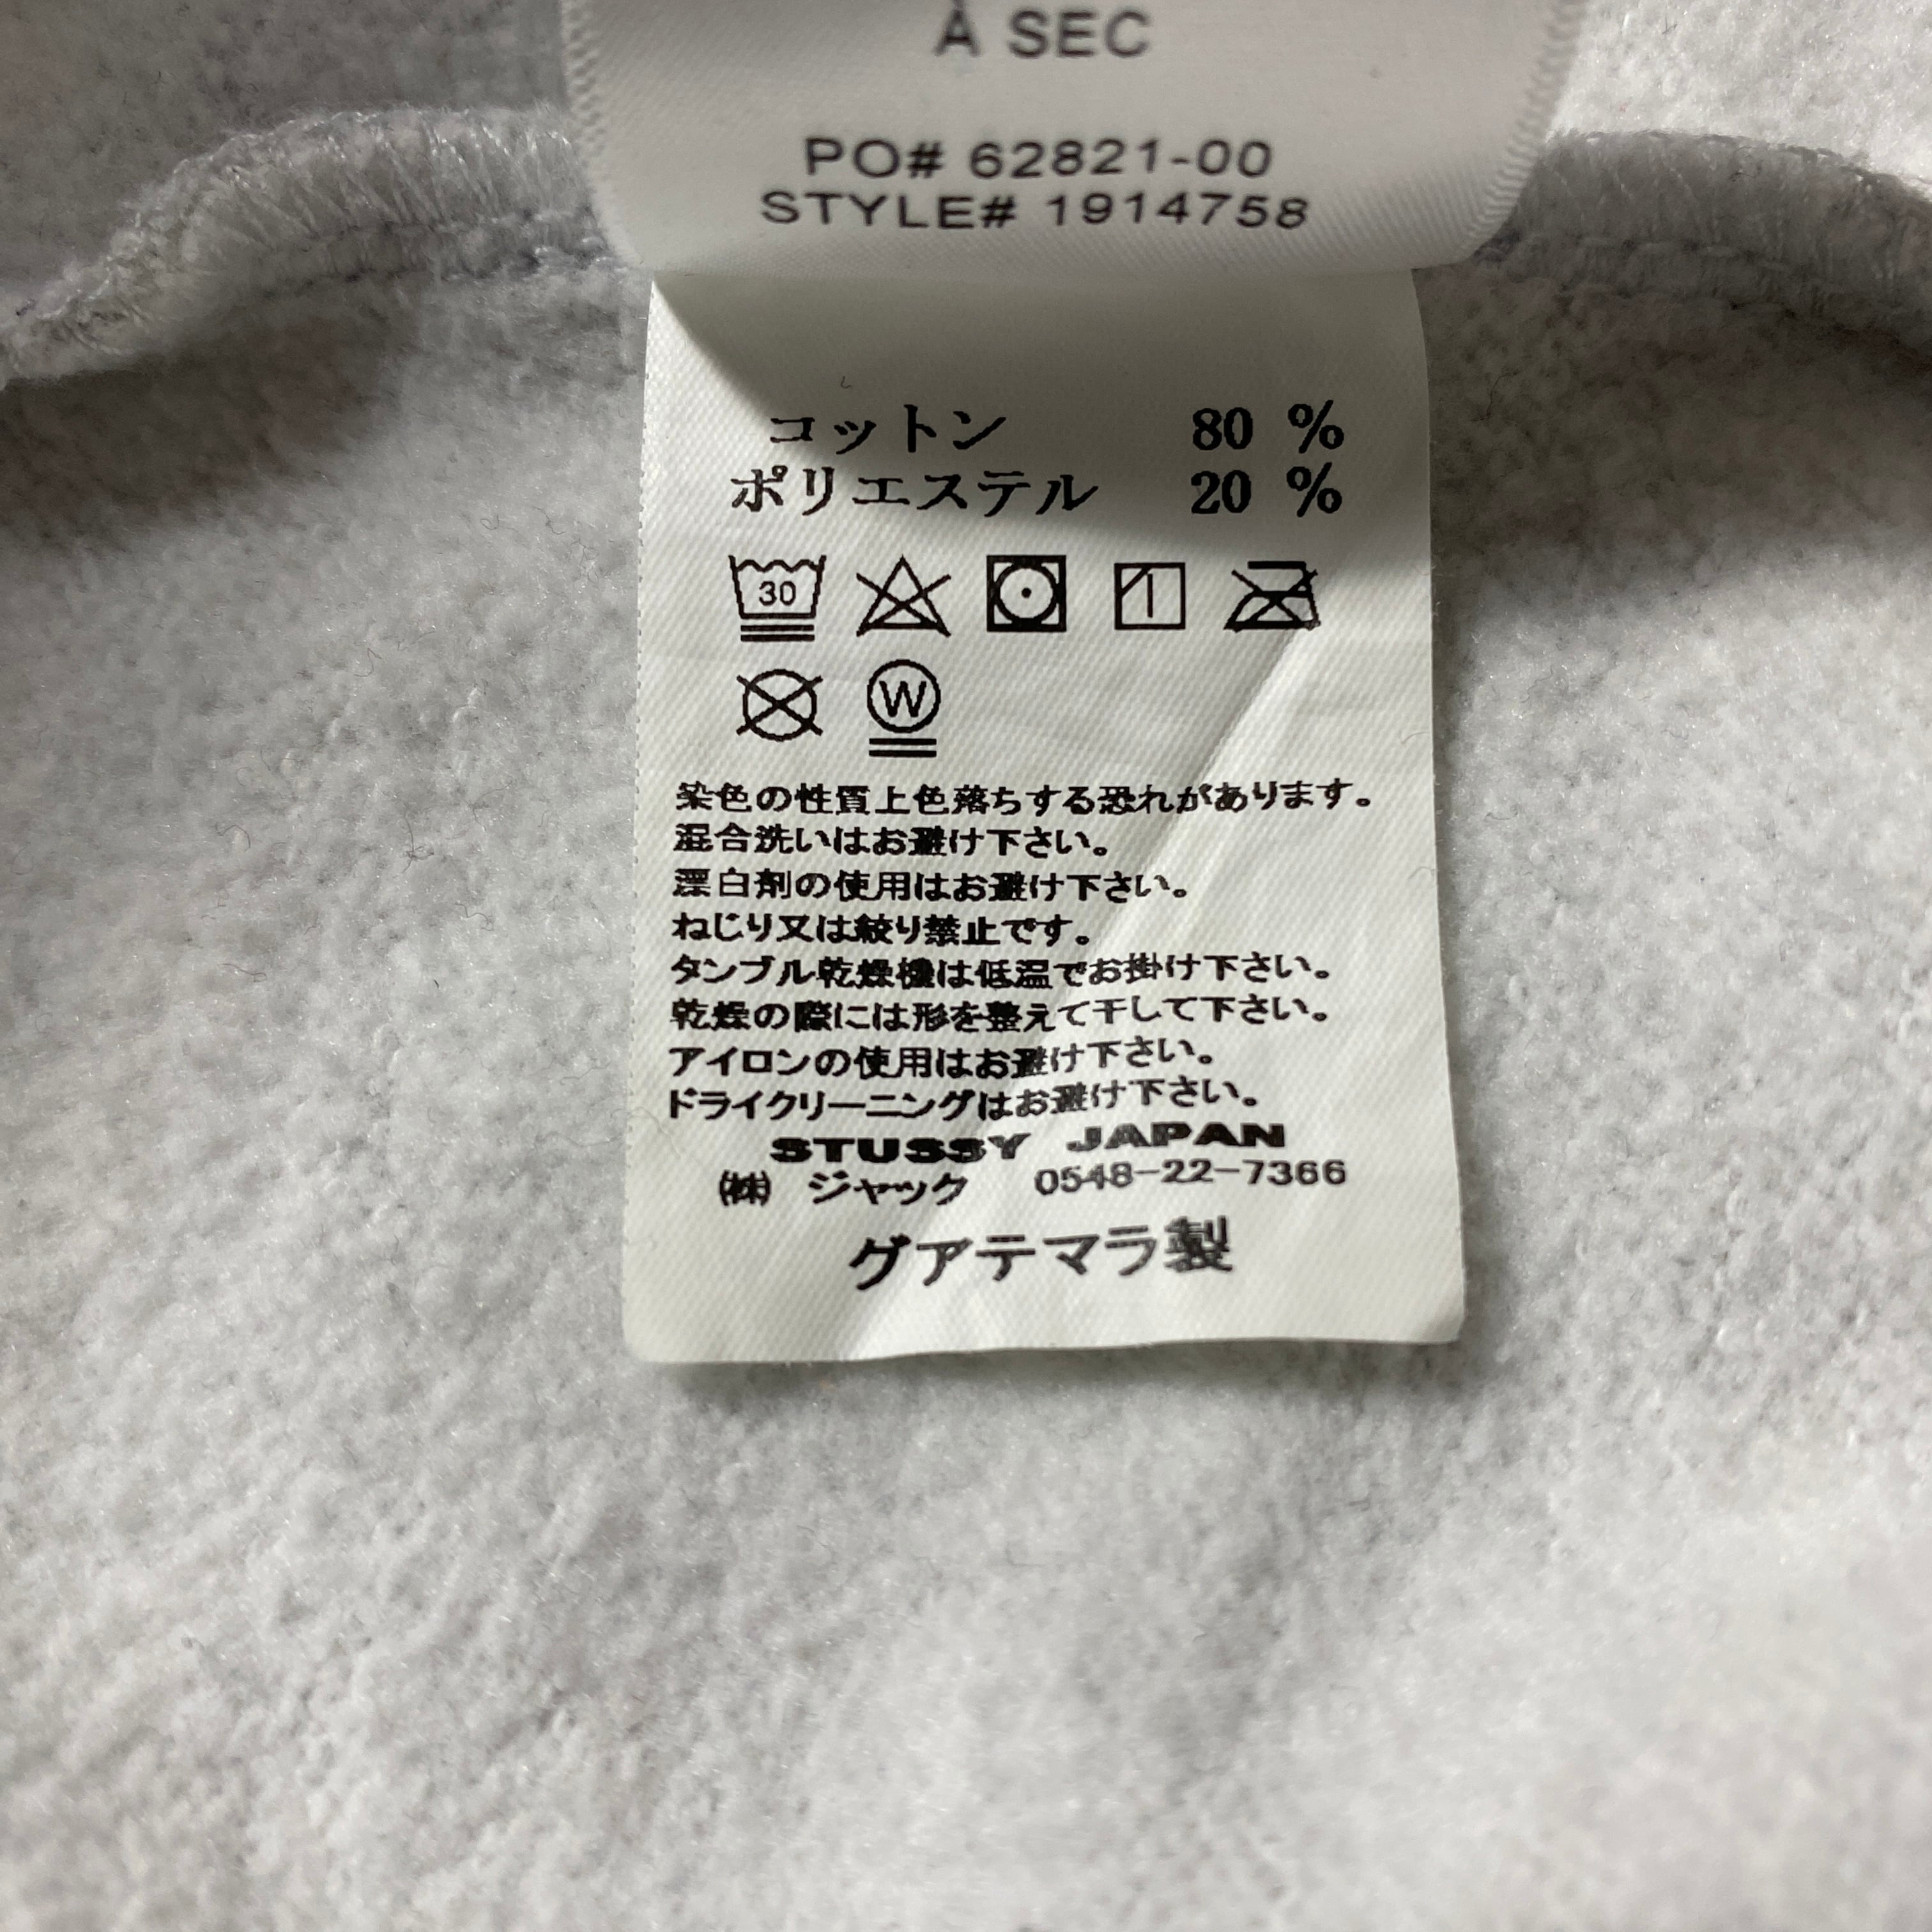 À SEC
PO# 62821-00
STYLE# 1914758
コットン 80 %
ポリエステル 20 %
30
W
染色の性質上色落ちする恐れがあります。
混合洗いはお避け下さい。
漂白剤の使用はお避け下さい。
ねじり又は絞り禁止です。
タンブル乾燥機は低温でお掛け下さい。
乾燥の際には形を整えて干して下さい。
アイロンの使用はお避け下さい。
ドライクリーニングはお避け下さい。
STUSSY JAPAN
㈱ ジャック 0548-22-7366
グアテマラ製